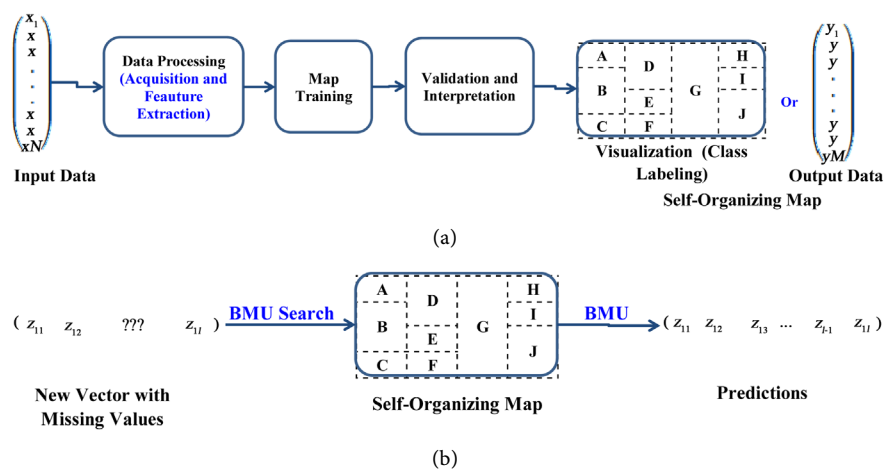 x1
x
x
.
.
.
x
x
xN
Input Data
Data Processing
(Acquisition and
Feauture
Extraction)
Map
Training
Validation and
Interpretation
A
B
C
D
E
F
G
H
I
J
Visualization (Class
Labeling)
Self-Organizing Map
Or
y1
y
y
.
.
.
y
y
yM
Output Data
(a)
( z11 z12 ??? z1l )
New Vector with
Missing Values
BMU Search
A
B
C
D
E
F
G
H
I
J
Self-Organizing Map
BMU
( z11 z12 z13 ... zl-1 z1l )
Predictions
(b)